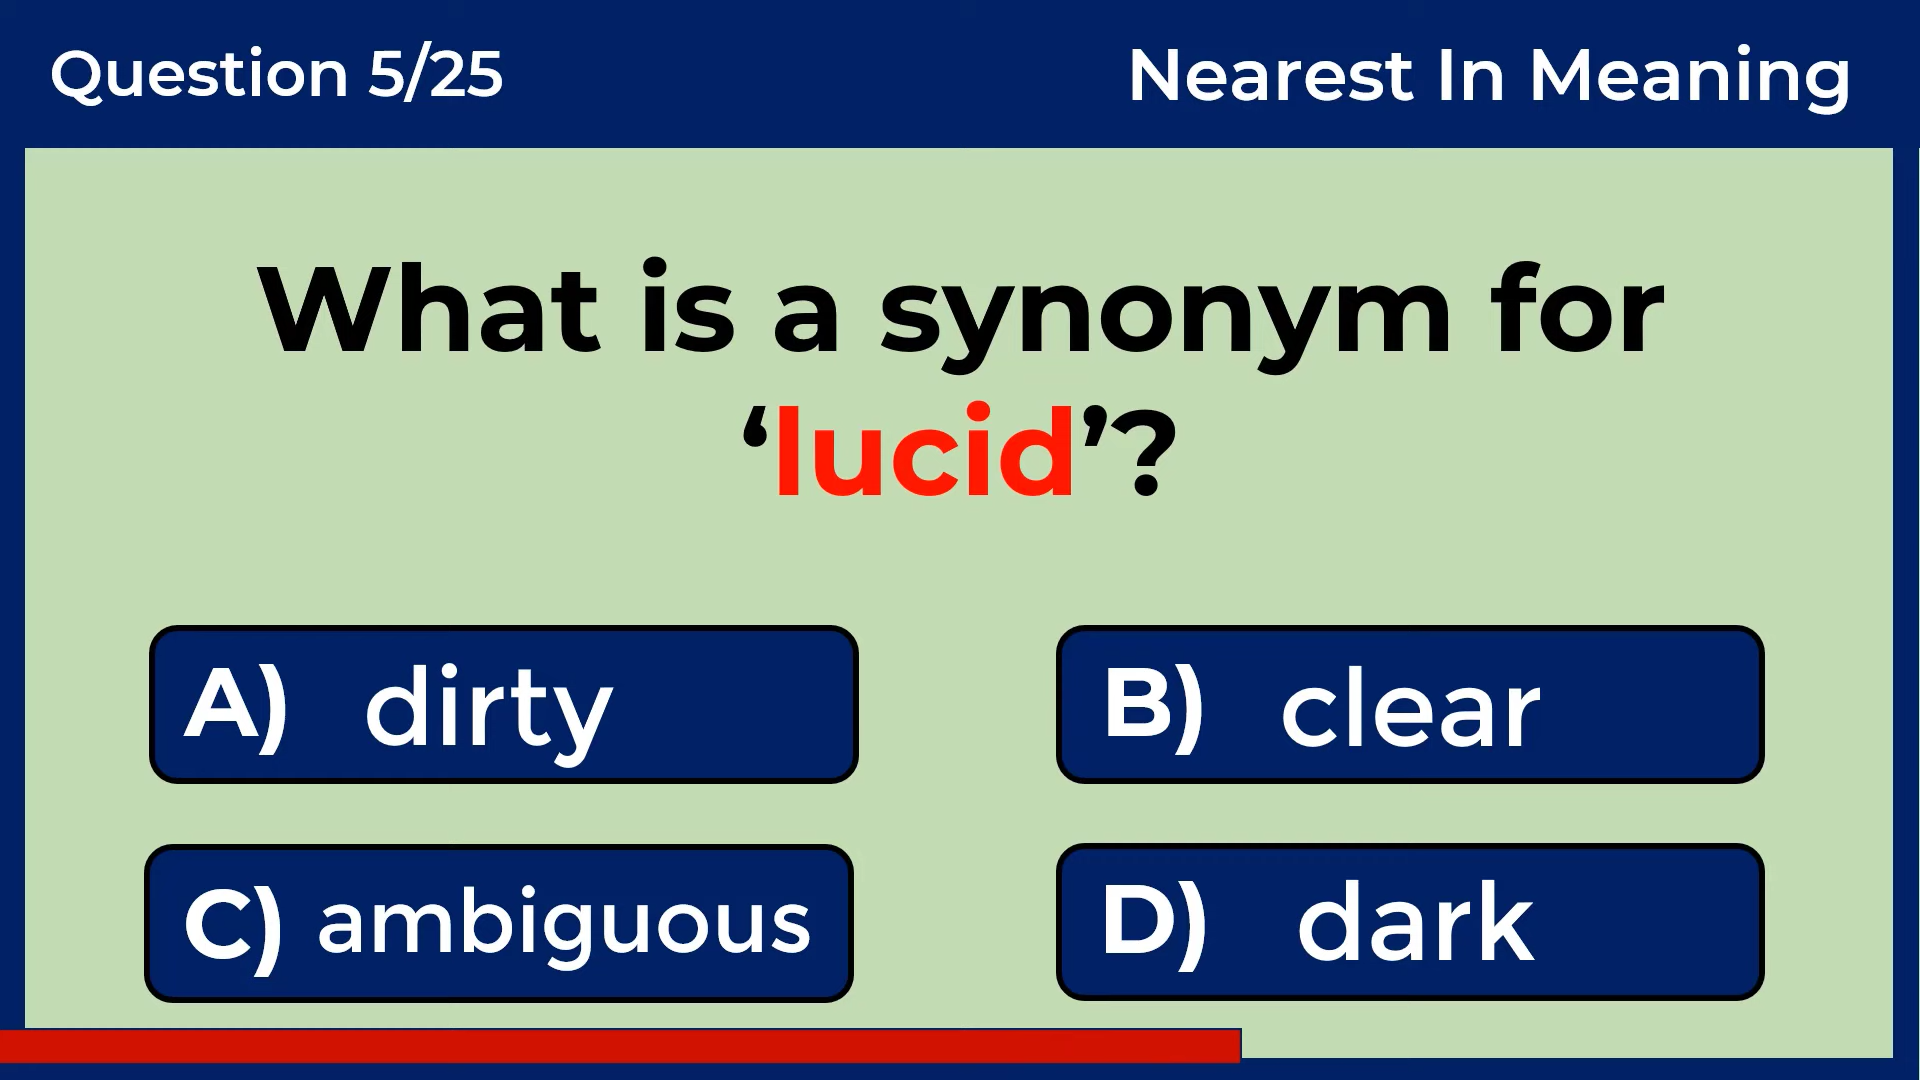 Question 5/25
Nearest In Meaning
What is a synonym for
‘lucid’?
A) dirty
B) clear
C) ambiguous
D) dark